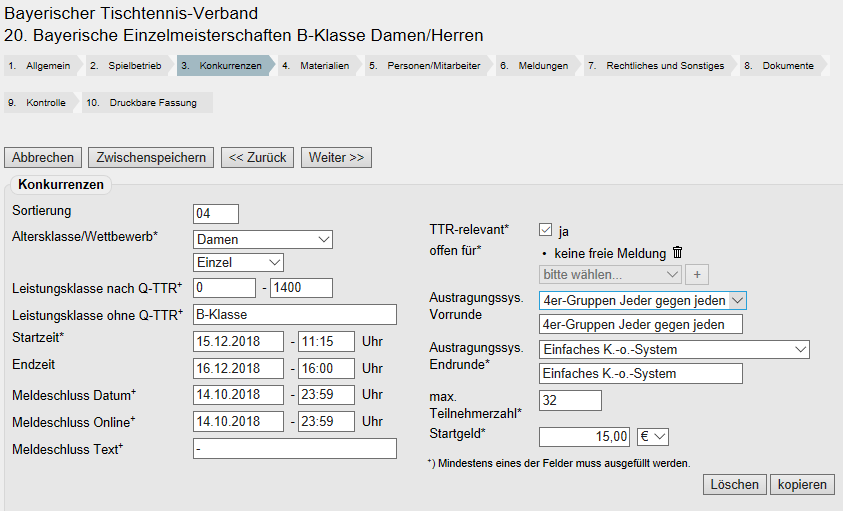 Bayerischer Tischtennis-Verband
20. Bayerische Einzelmeisterschaften B-Klasse Damen/Herren
1. Allgemein 2. Spielbetrieb 3. Konkurrenzen 4. Materialien 5. Personen/Mitarbeiter 6. Meldungen 7. Rechtliches und Sonstiges 8. Dokumente
9. Kontrolle 10. Druckbare Fassung
Abbrechen Zwischenspeichern << Zurück Weiter >>
Konkurrenzen
Sortierung 04
Altersklasse/Wettbewerb* Damen
Einzel
Leistungsklasse nach Q-TTR+ 0 - 1400
Leistungsklasse ohne Q-TTR+ B-Klasse
Startzeit* 15.12.2018 - 11:15 Uhr
Endzeit 16.12.2018 - 16:00 Uhr
Meldeschluss Datum+ 14.10.2018 - 23:59 Uhr
Meldeschluss Online+ 14.10.2018 - 23:59 Uhr
Meldeschluss Text+ -
TTR-relevant* ja
offen für* • keine freie Meldung
bitte wählen... +
Austragungssys. 4er-Gruppen Jeder gegen jeden
Vorrunde 4er-Gruppen Jeder gegen jeden
Austragungssys. Einfaches K.-o.-System
Endrunde* Einfaches K.-o.-System
max. 32
Teilnehmerzahl*
Startgeld* 15,00 €
+) Mindestens eines der Felder muss ausgefüllt werden.
Löschen kopieren